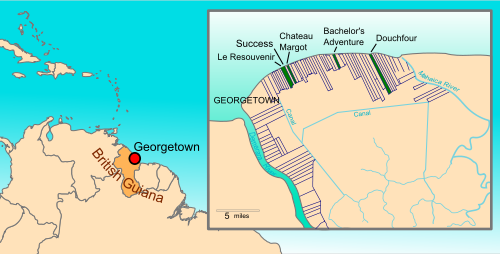 Georgetown
British Guiana
Success
Le Resouvenir
Chateau
Margot
Bachelor's
Adventure
Douchfour
GEORGETOWN
Mahaica River
Canal
Canal
5 miles